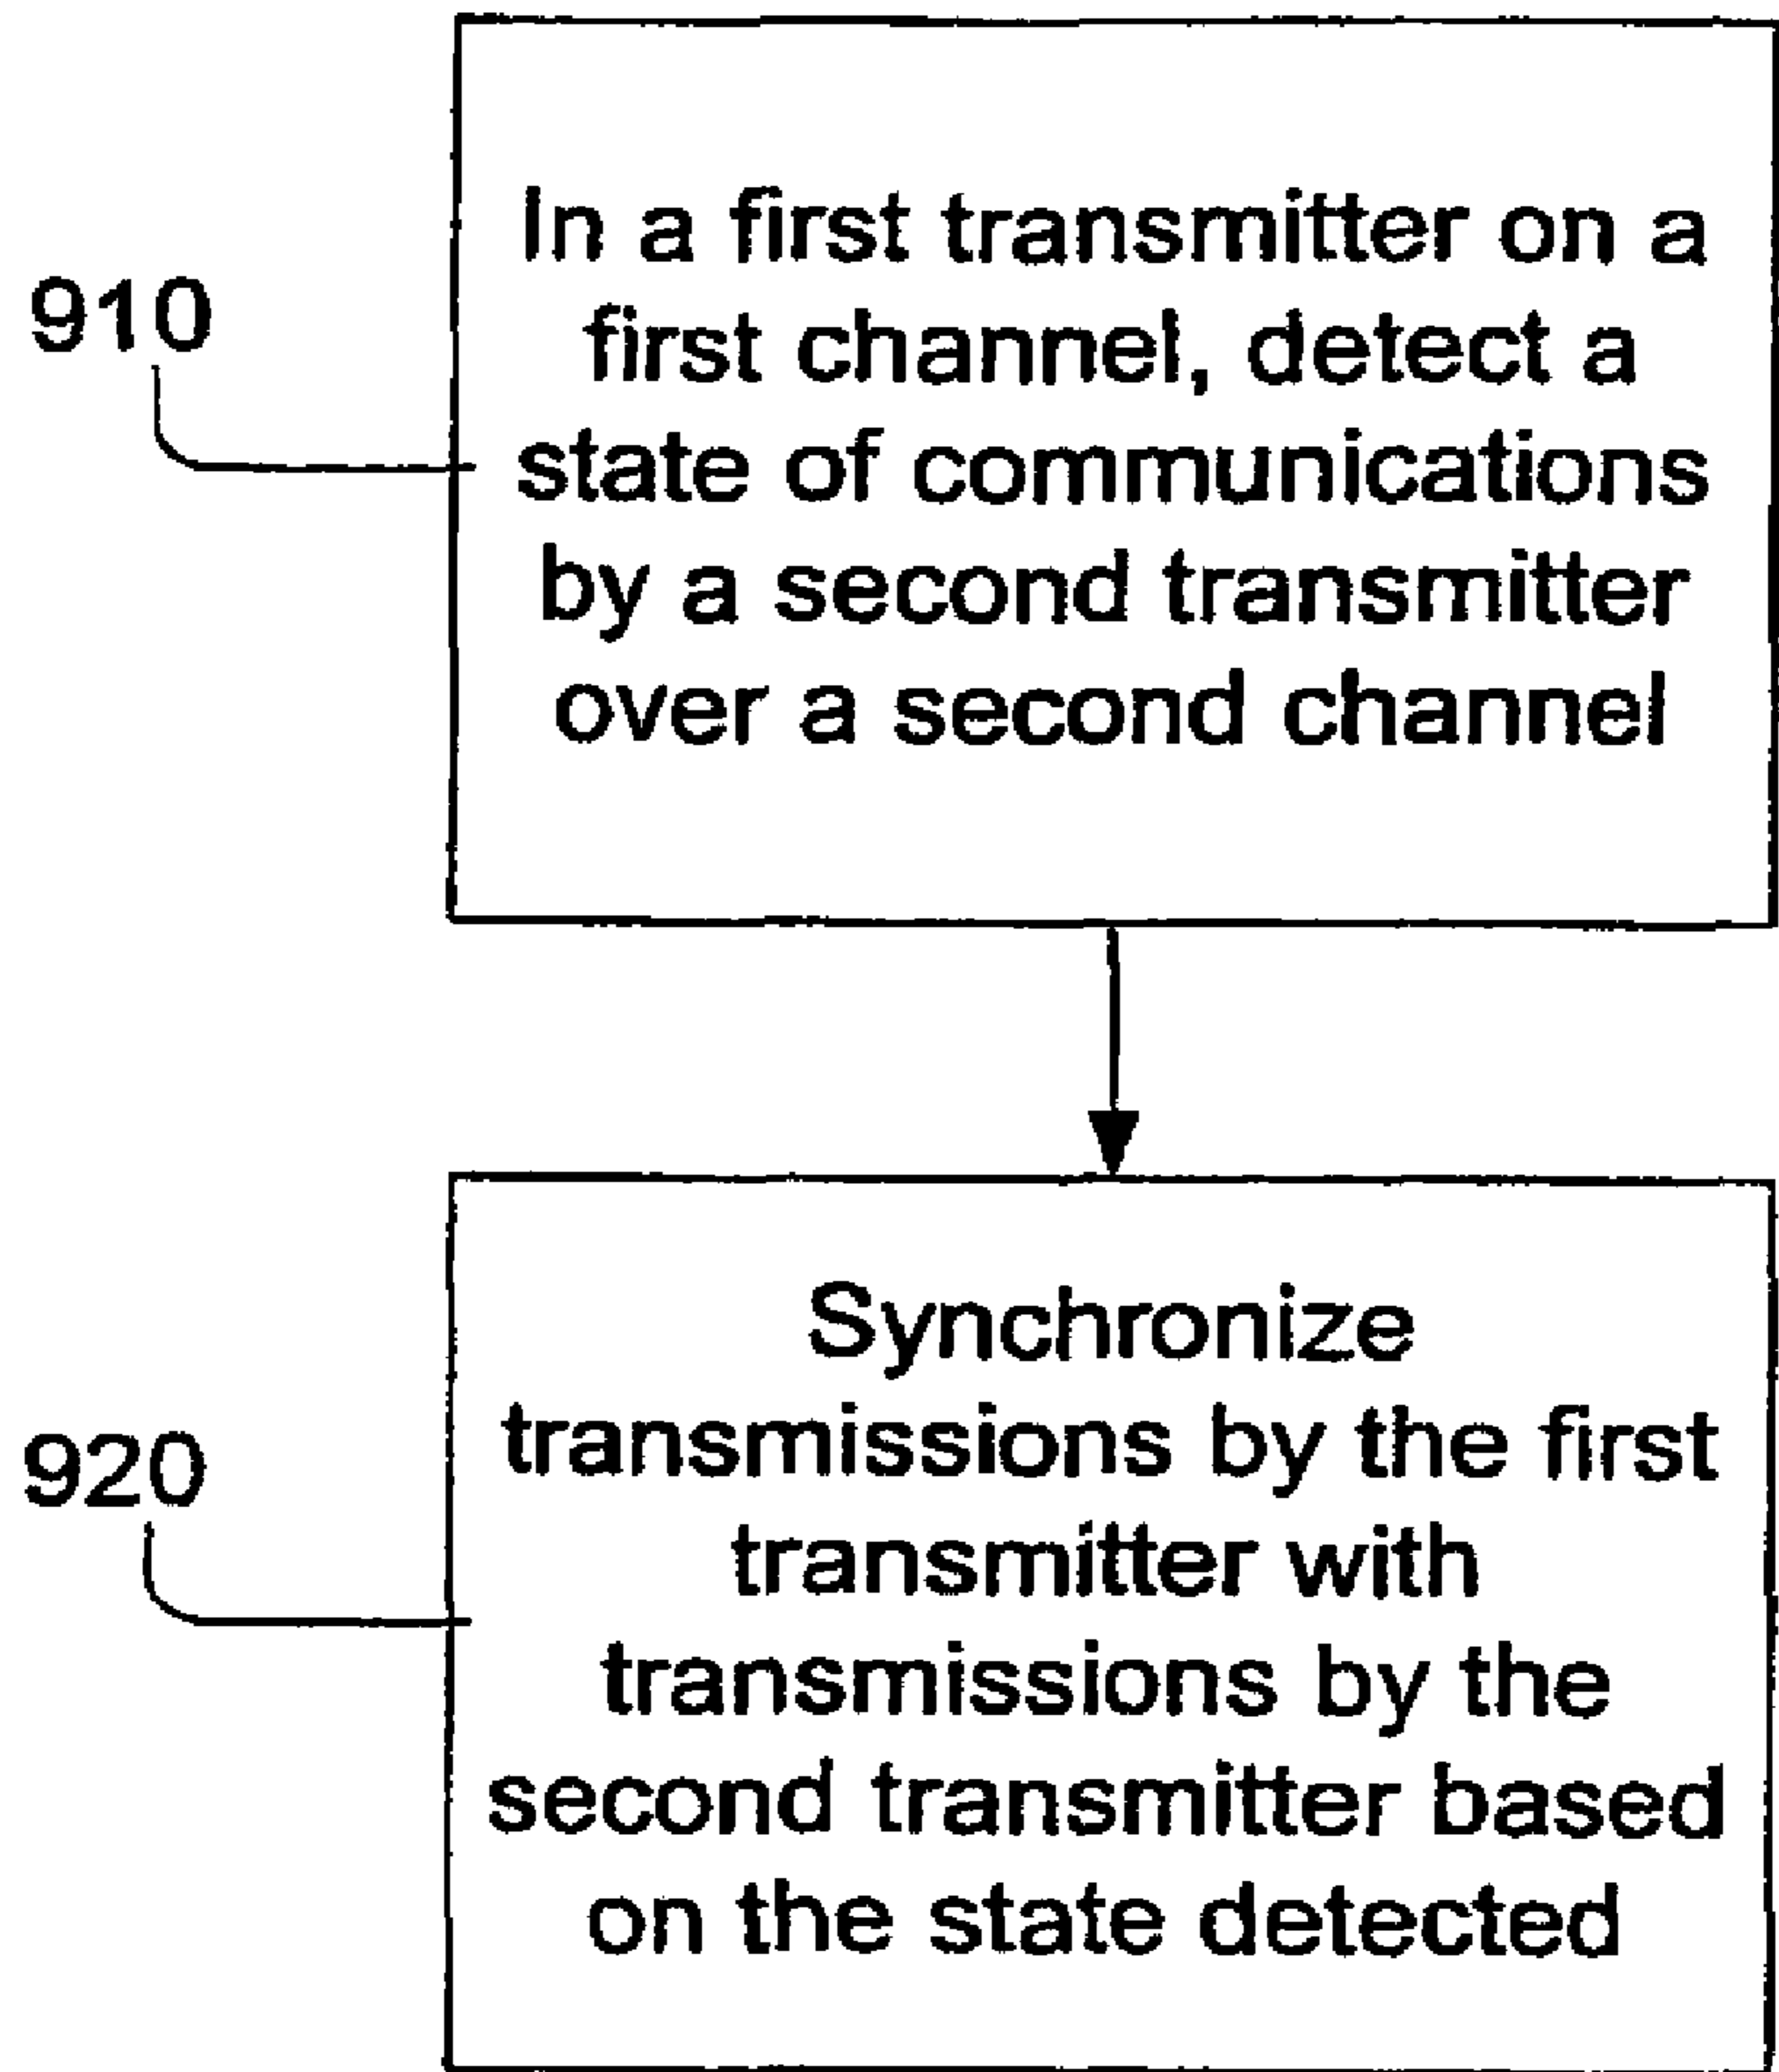 910
In a first transmitter on a
first channel, detect a
state of communications
by a second transmitter
over a second channel
920
Synchronize
transmissions by the first
transmitter with
transmissions by the
second transmitter based
on the state detected